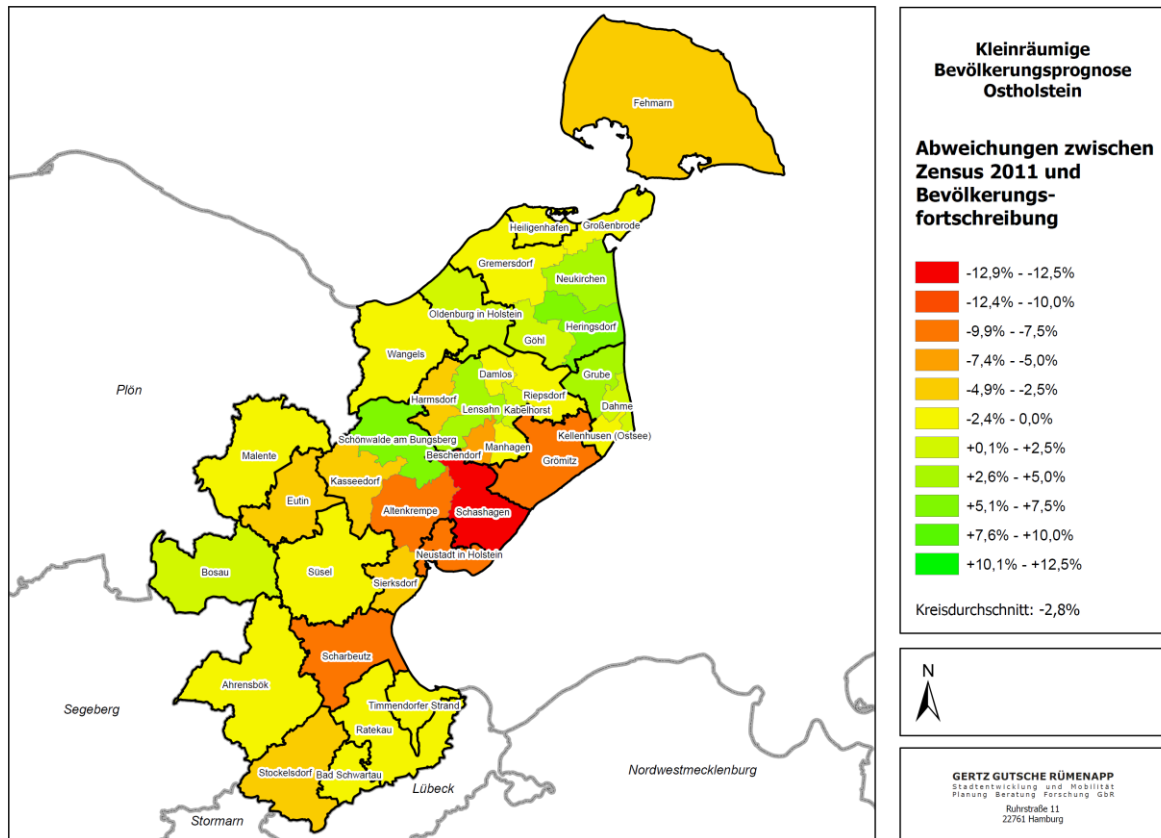 Fehmarn
Heiligenhafen
Großenbrode
Gremersdorf
Neukirchen
Oldenburg in Holstein
Heringsdorf
Göhl
Wangels
Damlos
Grube
Riepsdorf
Harmsdorf
Dahme
Lensahn
Kabelhorst
Schönwalde am Bungsberg
Kellenhusen (Ostsee)
Manhagen
Beschendorf
Grömitz
Malente
Kasseedorf
Eutin
Altenkrempe
Schashagen
Neustadt in Holstein
Bosau
Süsel
Sierksdorf
Scharbeutz
Ahrensbök
Timmendorfer Strand
Ratekau
Stockelsdorf
Bad Schwartau
Plön
Segeberg
Lübeck
Stormarn
Nordwestmecklenburg
Kleinräumige
Bevölkerungsprognose
Ostholstein
Abweichungen zwischen
Zensus 2011 und
Bevölkerungs-
fortschreibung
-12,9% - -12,5%
-12,4% - -10,0%
-9,9% - -7,5%
-7,4% - -5,0%
-4,9% - -2,5%
-2,4% - 0,0%
+0,1% - +2,5%
+2,6% - +5,0%
+5,1% - +7,5%
+7,6% - +10,0%
+10,1% - +12,5%
Kreisdurchschnitt: -2,8%
N
GERTZ GUTSCHE RÜMENAPP
Stadtentwicklung und Mobilität
Planung Beratung Forschung GbR
Ruhrstraße 11
22761 Hamburg